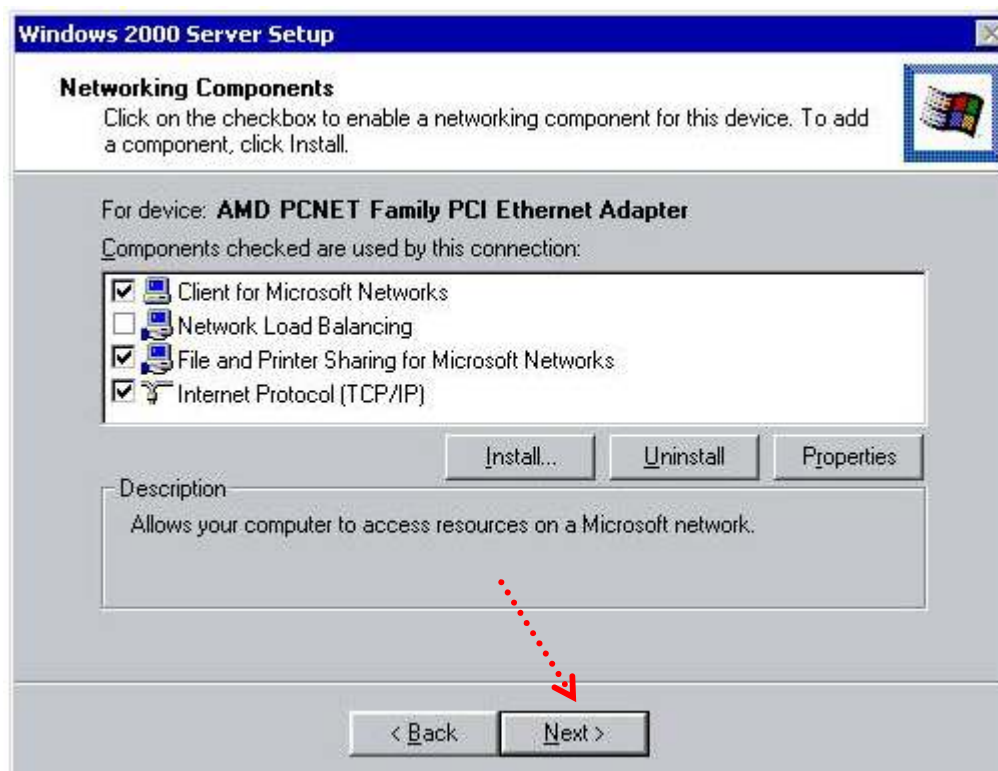 Windows 2000 Server Setup
Networking Components
Click on the checkbox to enable a networking component for this device. To add
a component, click Install.
For device: AMD PCNET Family PCI Ethernet Adapter
Components checked are used by this connection:
Client for Microsoft Networks
Network Load Balancing
File and Printer Sharing for Microsoft Networks
Internet Protocol (TCP/IP)
Install... Uninstall Properties
Description
Allows your computer to access resources on a Microsoft network.
< Back Next >